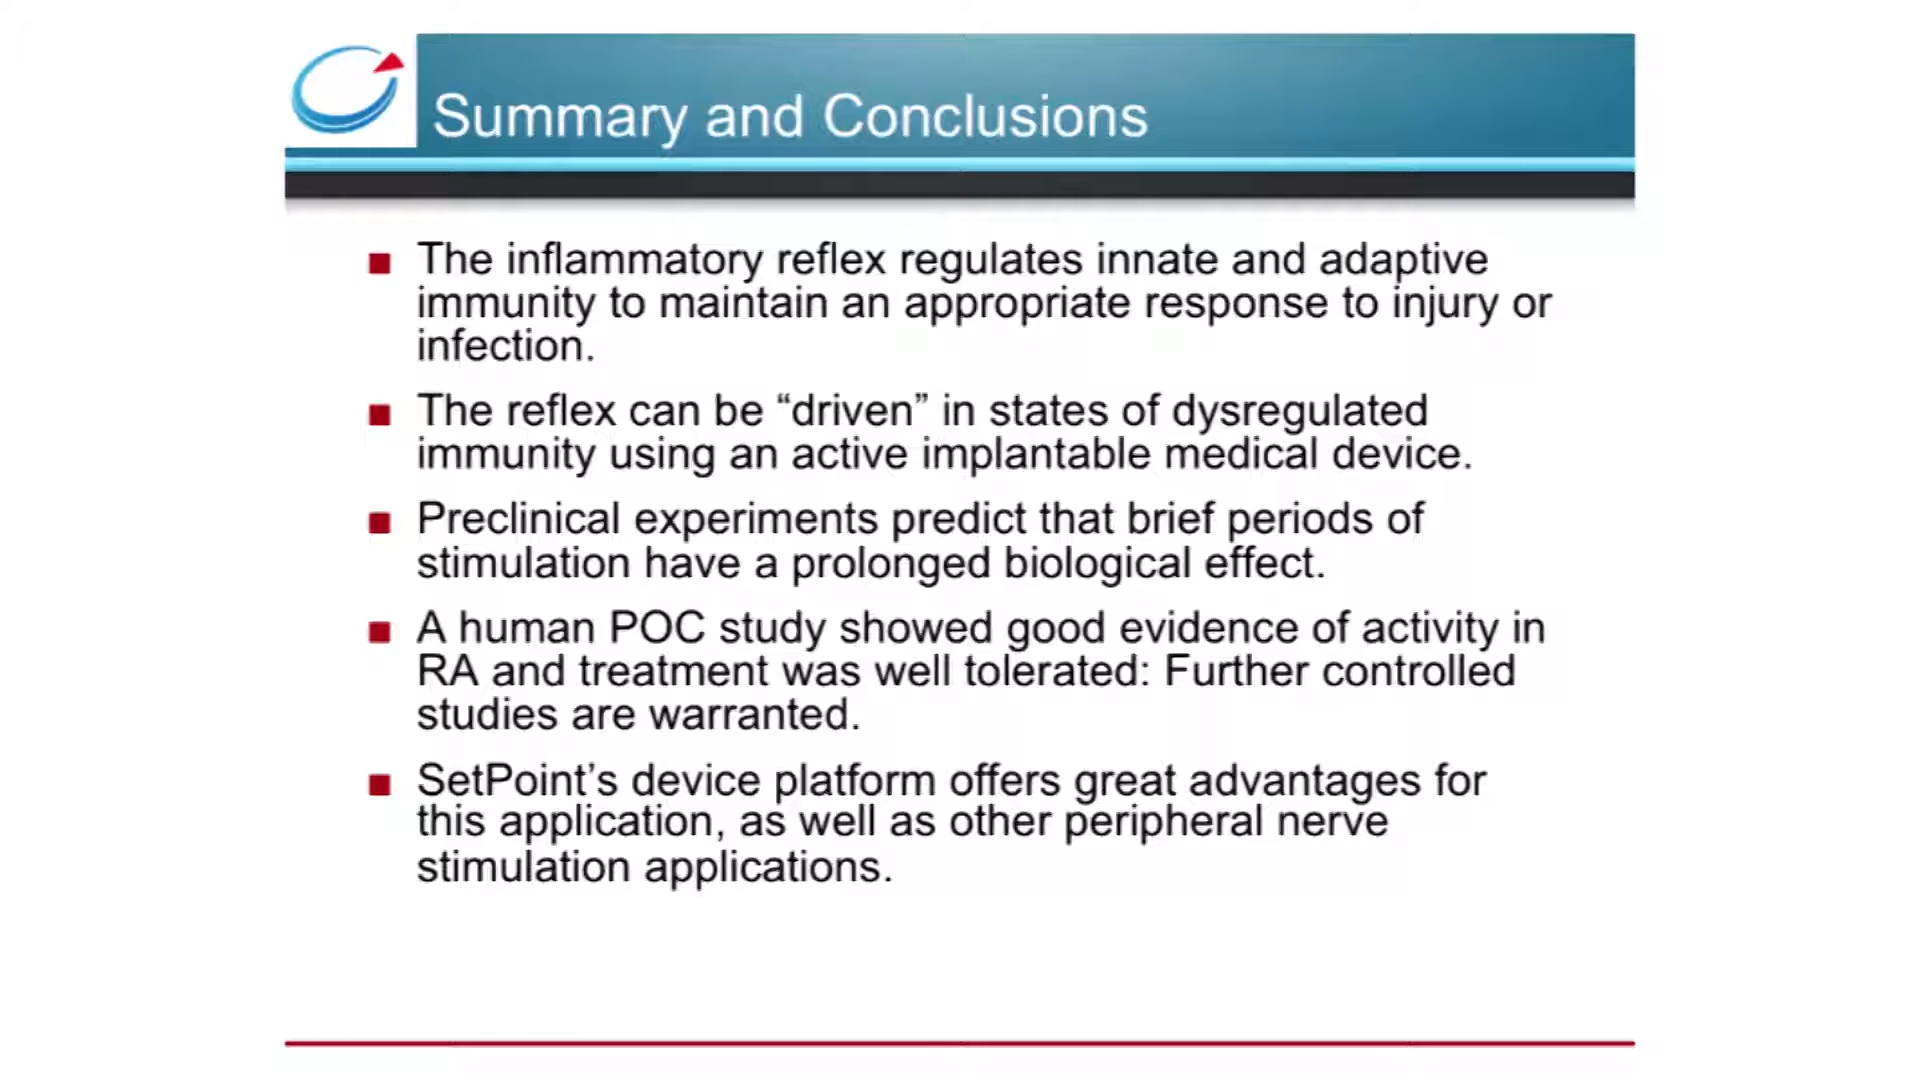 Summary and Conclusions
The inflammatory reflex regulates innate and adaptive
immunity to maintain an appropriate response to injury or
infection.
The reflex can be “driven” in states of dysregulated
immunity using an active implantable medical device.
Preclinical experiments predict that brief periods of
stimulation have a prolonged biological effect.
A human POC study showed good evidence of activity in
RA and treatment was well tolerated: Further controlled
studies are warranted.
SetPoint’s device platform offers great advantages for
this application, as well as other peripheral nerve
stimulation applications.